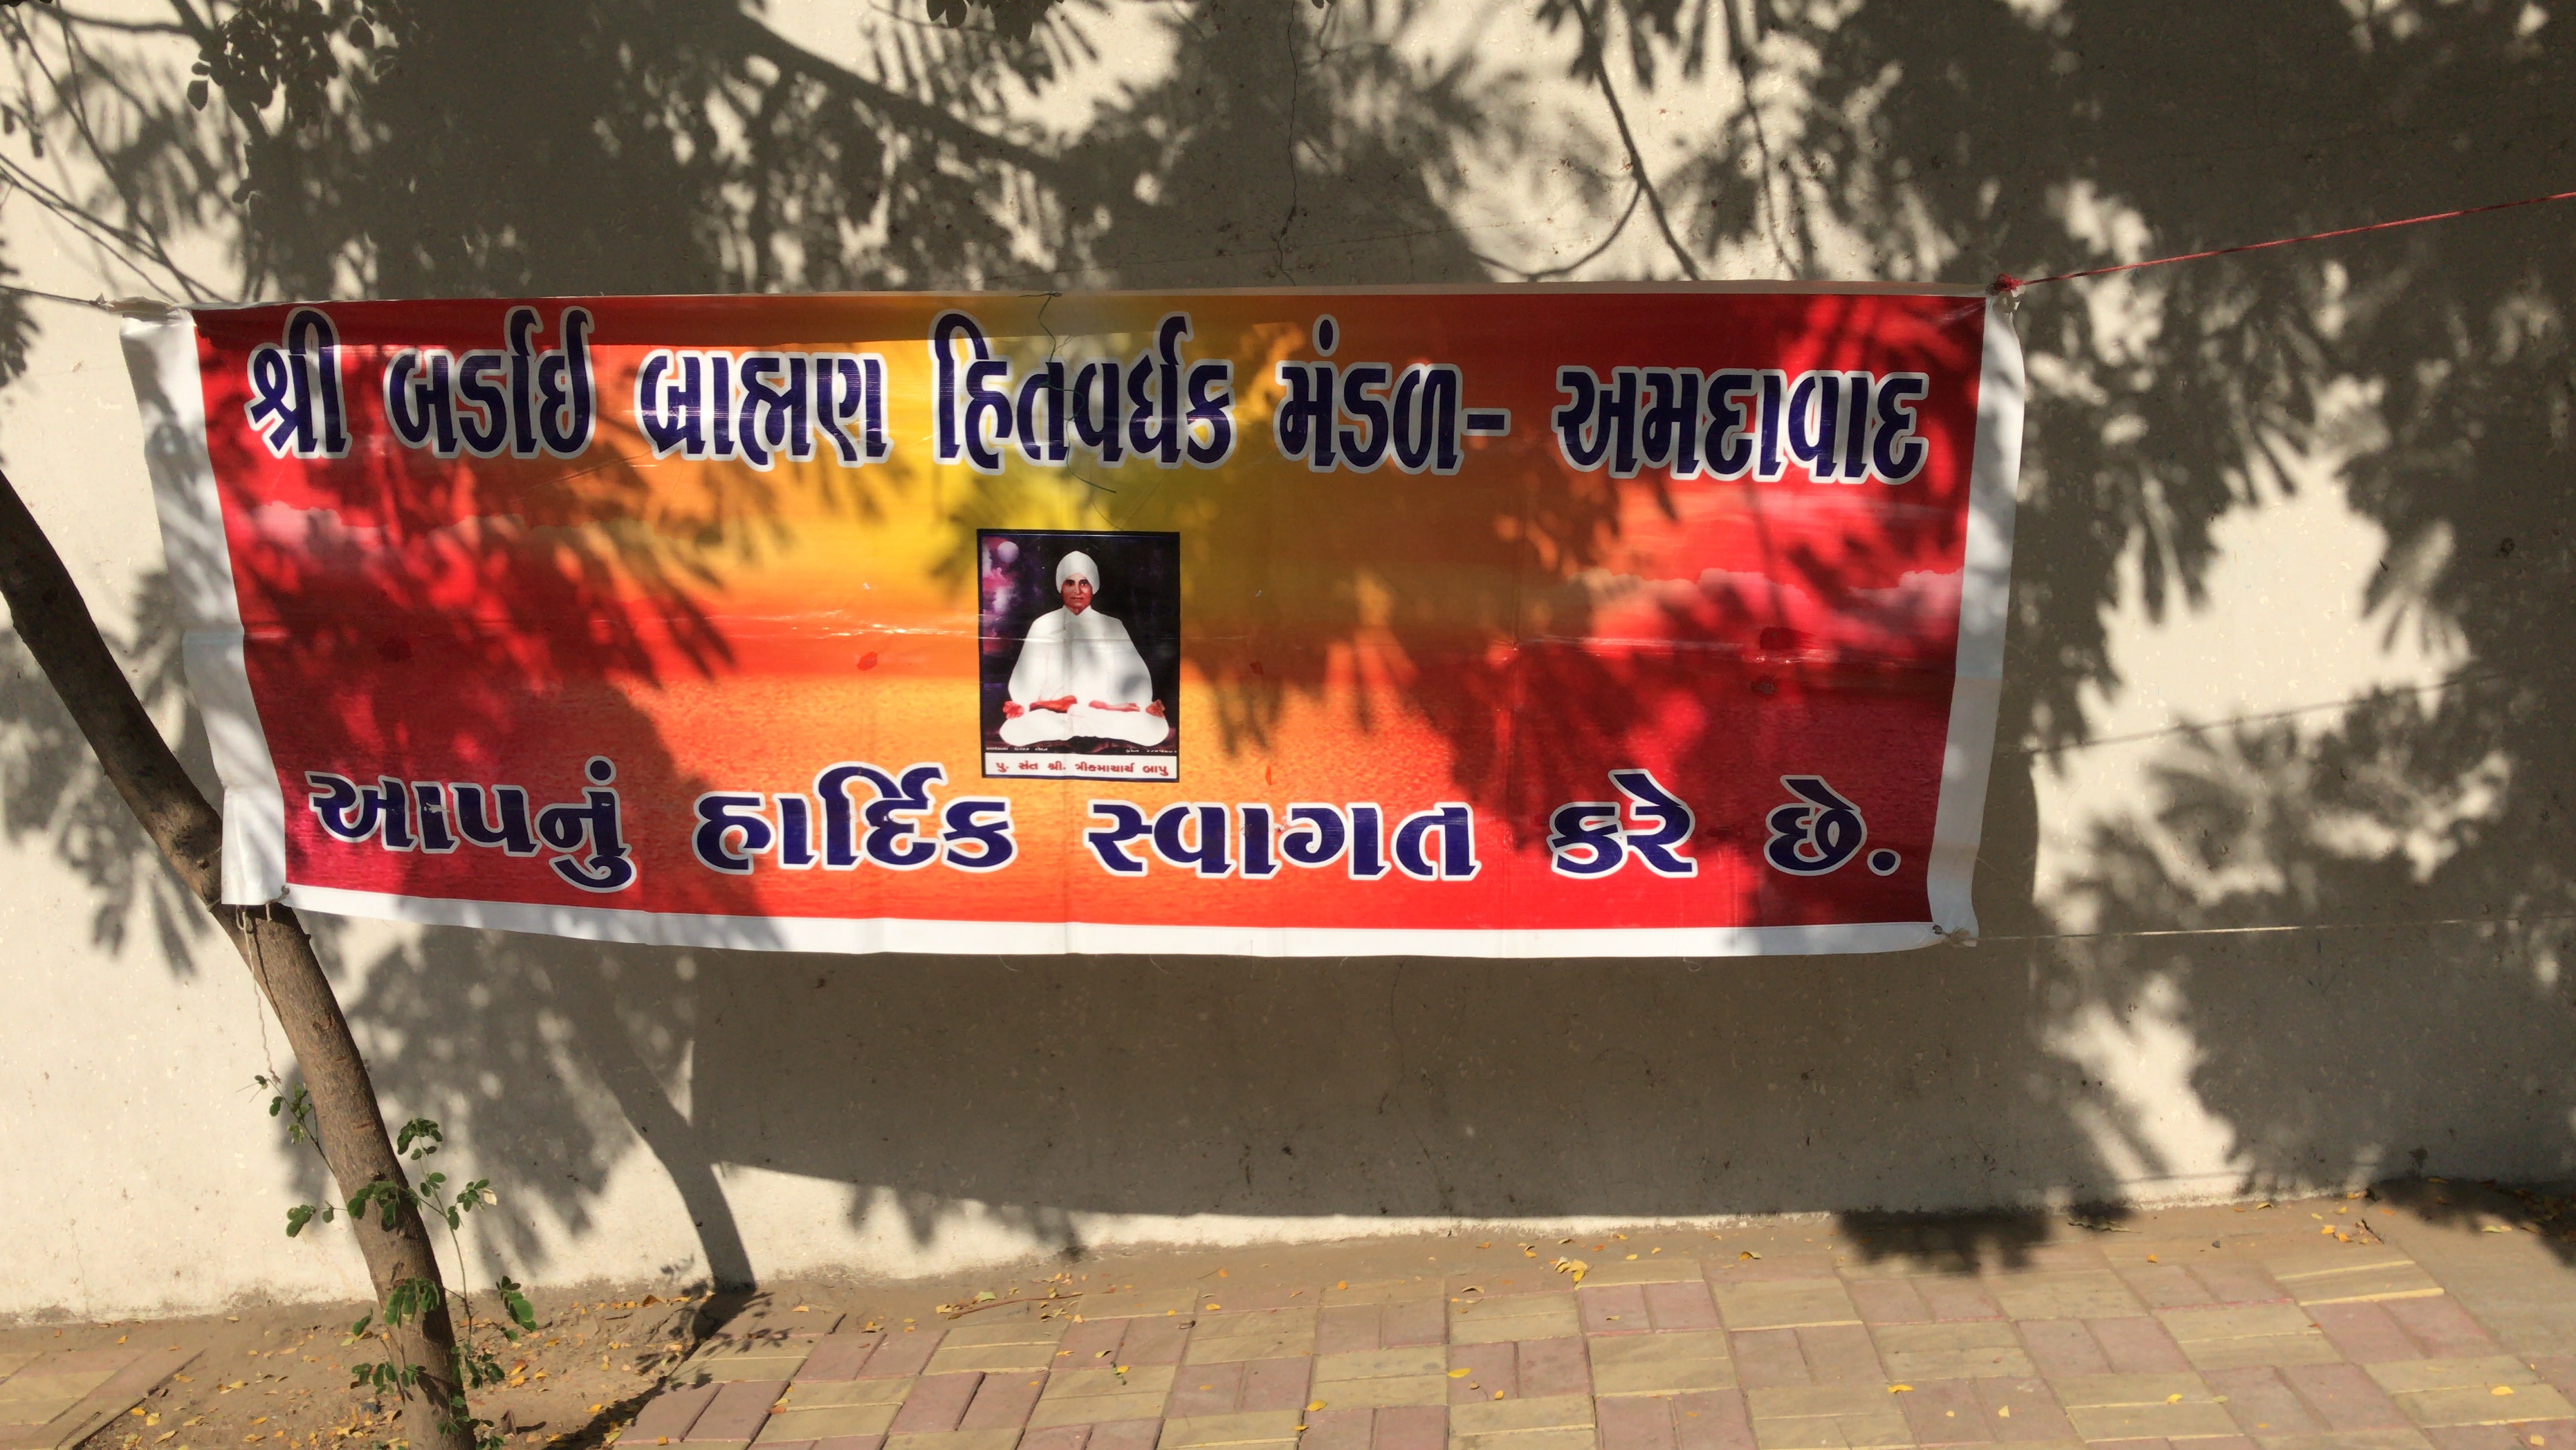 શ્રી બર્ડાઈ બ્રાહ્મણ હિતવર્ધક મંડળ- અમદાવાદ
પુ. સંત શ્રી. ત્રીકમાચાર્ય બાપુ
આપનું હાર્દિક સ્વાગત કરે છે.